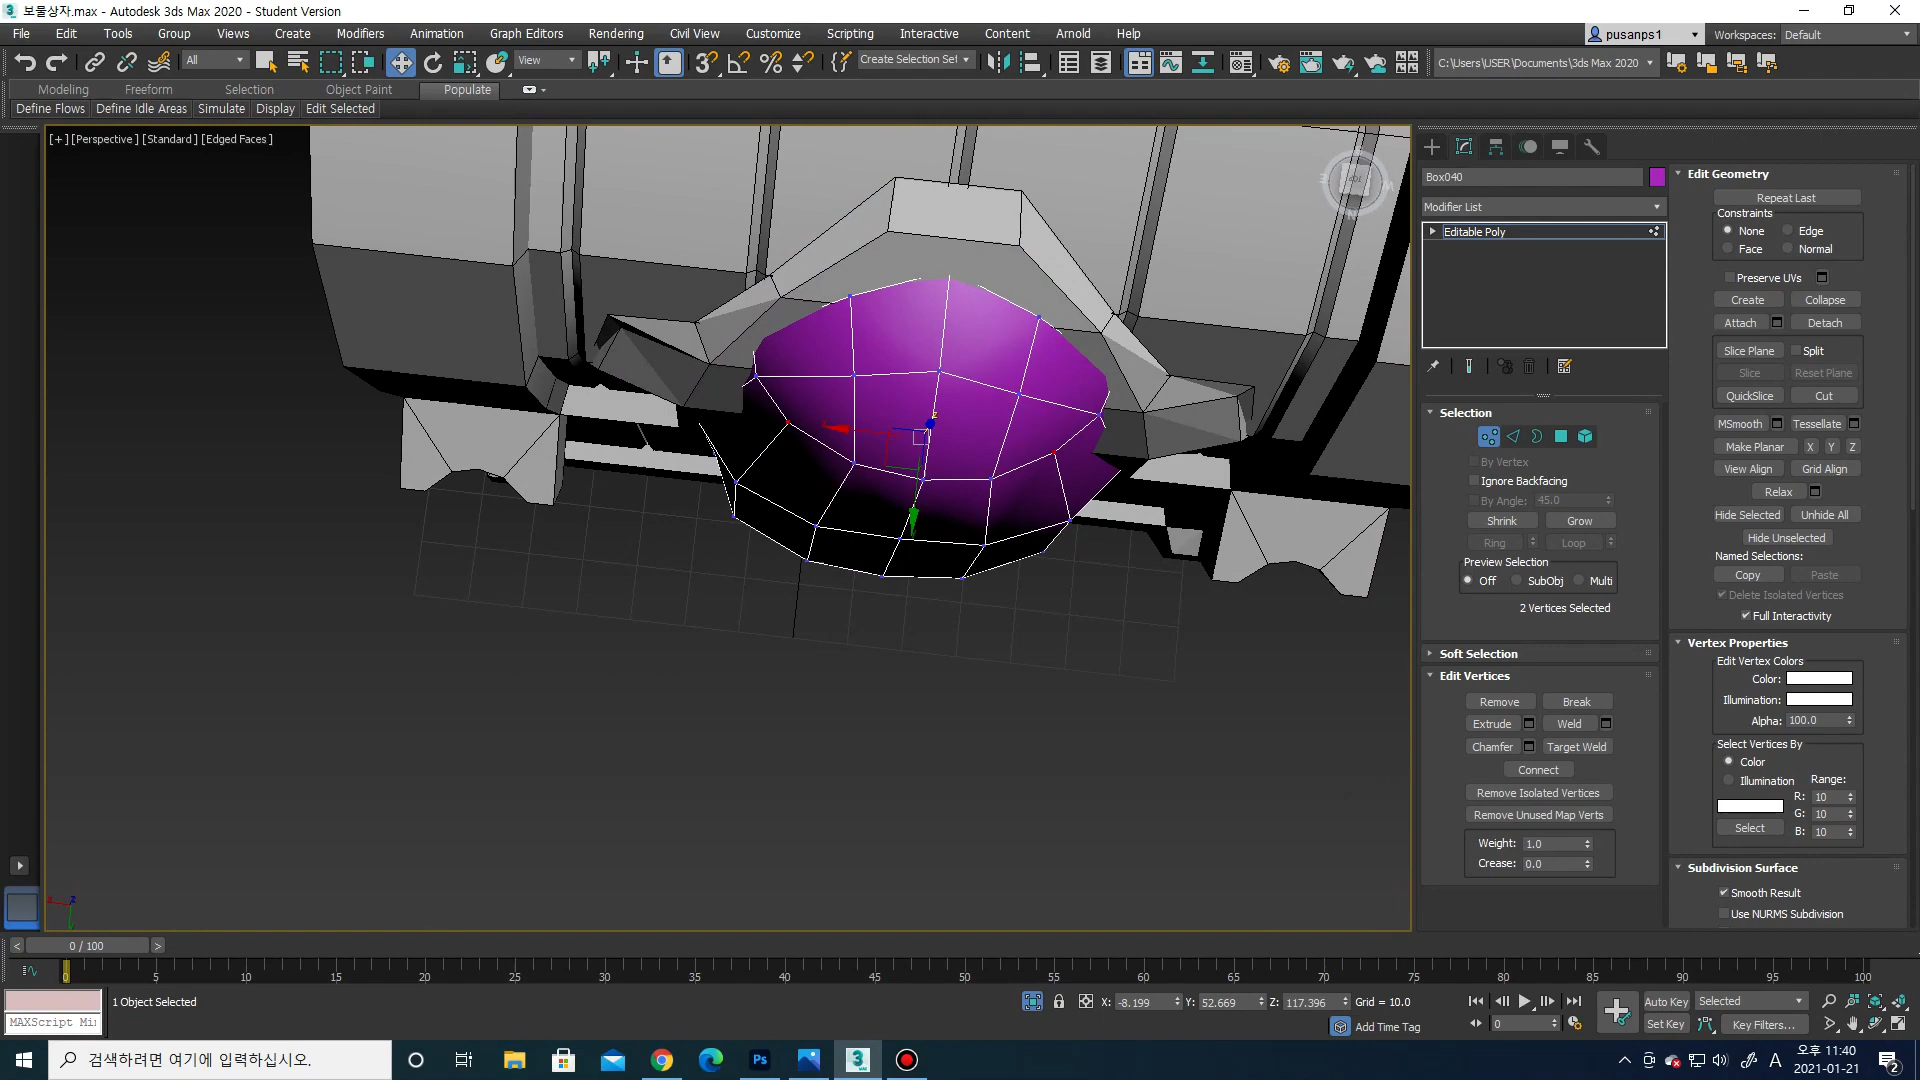 보물상자.max - Autodesk 3ds Max 2020 - Student Version
File Edit Tools Group Views Create Modifiers Animation Graph Editors Rendering Civil View Customize Scripting Interactive Content Arnold Help
pusanps1 Workspaces: Default
All View Create Selection Set C:\Users\USER\Documents\3ds Max 2020
Modeling Freeform Selection Object Paint Populate
Define Flows Define Idle Areas Simulate Display Edit Selected
[+] [Perspective] [Standard] [Edged Faces]
Box040
Modifier List
Editable Poly
Selection
By Vertex
Ignore Backfacing
By Angle: 45.0
Shrink Grow
Ring Loop
Preview Selection
Off SubObj Multi
2 Vertices Selected
Soft Selection
Edit Vertices
Remove Break
Extrude Weld
Chamfer Target Weld
Connect
Remove Isolated Vertices
Remove Unused Map Verts
Weight: 1.0
Crease: 0.0
Edit Geometry
Repeat Last
Constraints
None Edge
Face Normal
Preserve UVs
Create Collapse
Attach Detach
Slice Plane Split
Slice Reset Plane
QuickSlice Cut
MSmooth Tessellate
Make Planar X Y Z
View Align Grid Align
Relax
Hide Selected Unhide All
Hide Unselected
Named Selections:
Copy Paste
Delete Isolated Vertices
Full Interactivity
Vertex Properties
Edit Vertex Colors
Color:
Illumination:
Alpha: 100.0
Select Vertices By
Color
Illumination Range:
R: 10
G: 10
Select B: 10
Subdivision Surface
Smooth Result
Use NURMS Subdivision
< 0 / 100 >
0 5 10 15 20 25 30 35 40 45 50 55 60 65 70 75 80 85 90 95 100
1 Object Selected X: -8.199 Y: 52.669 Z: 117.396 Grid = 10.0 Auto Key Selected
MAXScript Mi Add Time Tag 0 Set Key Key Filters...
검색하려면 여기에 입력하십시오.
A 오후 11:40
2021-01-21
2